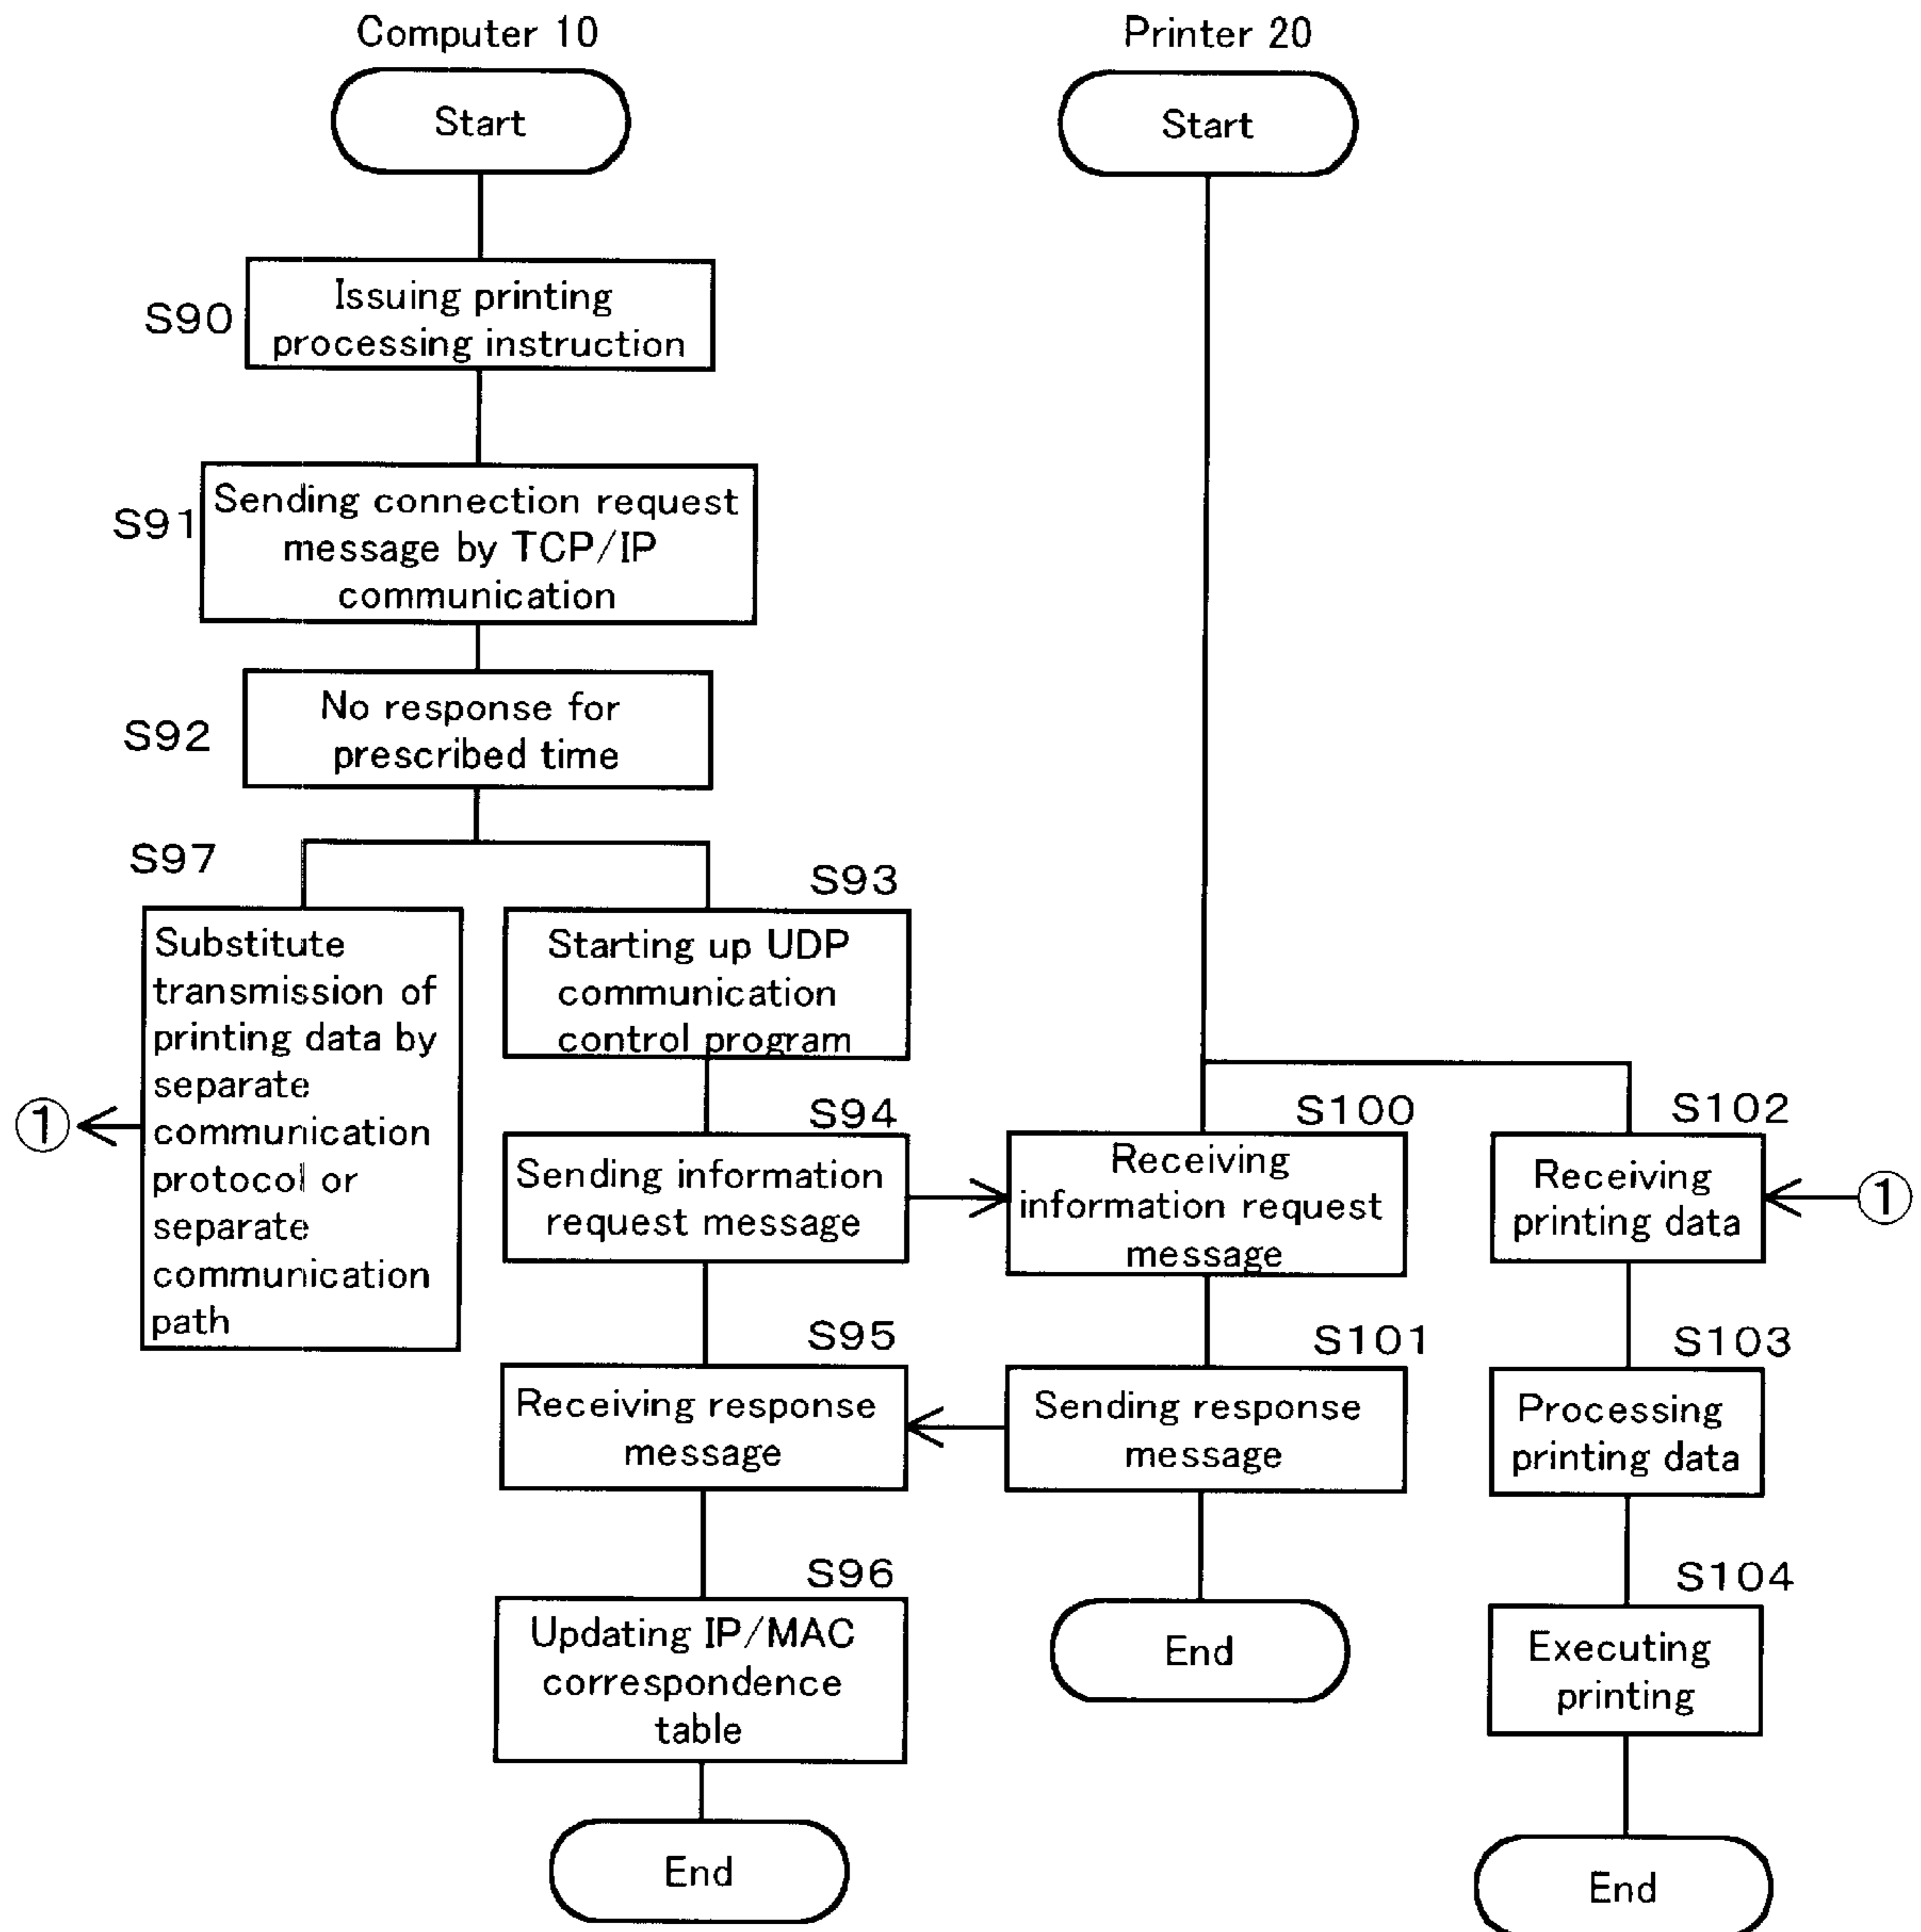 Computer 10
Start
S90
Issuing printing
processing instruction
S91
Sending connection request
message by TCP/IP
communication
S92
No response for
prescribed time
S97
Substitute
transmission of
printing data by
separate
communication
protocol or
separate
communication
path
①
S93
Starting up UDP
communication
control program
S94
Sending information
request message
S95
Receiving response
message
S96
Updating IP/MAC
correspondence
table
End
Printer 20
Start
S100
Receiving
information request
message
S101
Sending response
message
End
S102
Receiving
printing data
①
S103
Processing
printing data
S104
Executing
printing
End